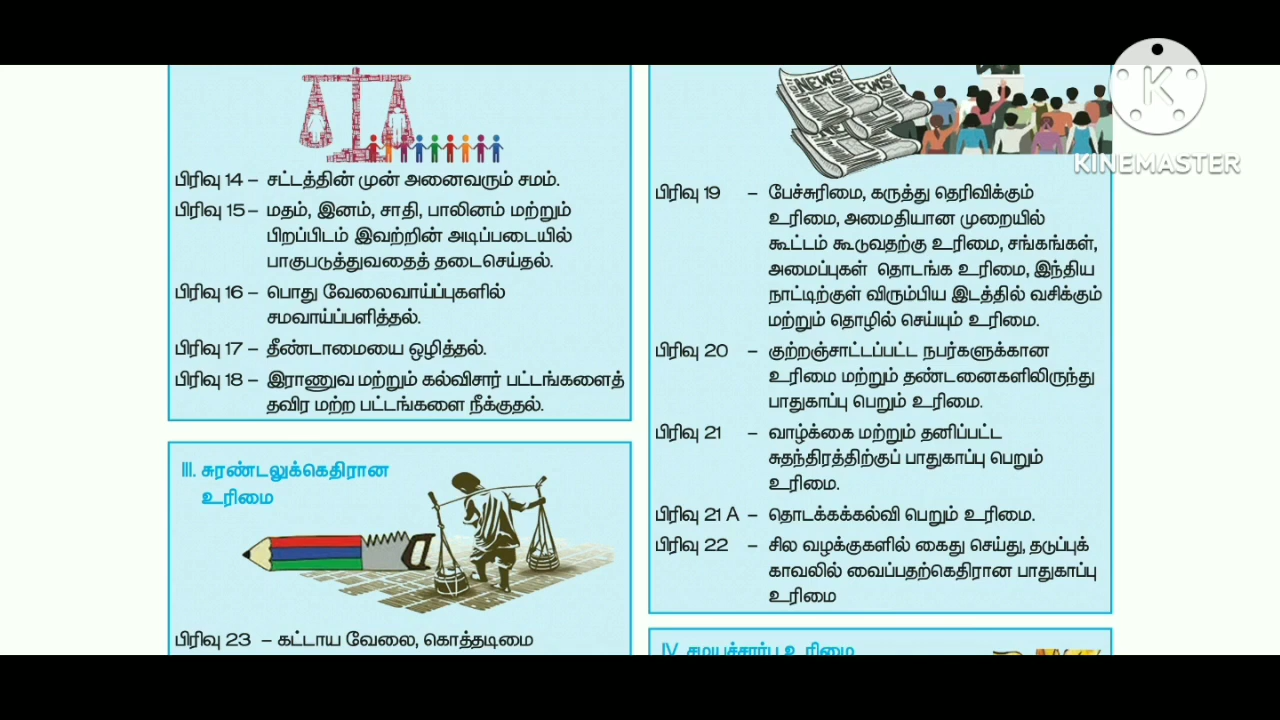 பிரிவு 14 – சட்டத்தின் முன் அனைவரும் சமம்.
பிரிவு 15 – மதம், இனம், சாதி, பாலினம் மற்றும்
பிறப்பிடம் இவற்றின் அடிப்படையில்
பாகுபடுத்துவதைத் தடைசெய்தல்.
பிரிவு 16 – பொது வேலைவாய்ப்புகளில்
சமவாய்ப்பளித்தல்.
பிரிவு 17 – தீண்டாமையை ஒழித்தல்.
பிரிவு 18 – இராணுவ மற்றும் கல்விசார் பட்டங்களைத்
தவிர மற்ற பட்டங்களை நீக்குதல்.
III. சுரண்டலுக்கெதிரான
உரிமை
பிரிவு 23 – கட்டாய வேலை, கொத்தடிமை
NEWS
NEWS
பிரிவு 19 – பேச்சுரிமை, கருத்து தெரிவிக்கும்
உரிமை, அமைதியான முறையில்
கூட்டம் கூடுவதற்கு உரிமை, சங்கங்கள்,
அமைப்புகள் தொடங்க உரிமை, இந்திய
நாட்டிற்குள் விரும்பிய இடத்தில் வசிக்கும்
மற்றும் தொழில் செய்யும் உரிமை.
பிரிவு 20 – குற்றஞ்சாட்டப்பட்ட நபர்களுக்கான
உரிமை மற்றும் தண்டனைகளிலிருந்து
பாதுகாப்பு பெறும் உரிமை.
பிரிவு 21 – வாழ்க்கை மற்றும் தனிப்பட்ட
சுதந்திரத்திற்குப் பாதுகாப்பு பெறும்
உரிமை.
பிரிவு 21 A – தொடக்கக்கல்வி பெறும் உரிமை.
பிரிவு 22 – சில வழக்குகளில் கைது செய்து, தடுப்புக்
காவலில் வைப்பதற்கெதிரான பாதுகாப்பு
உரிமை
IV. சமயச்சார்பு உரிமை
K
KINEMASTER